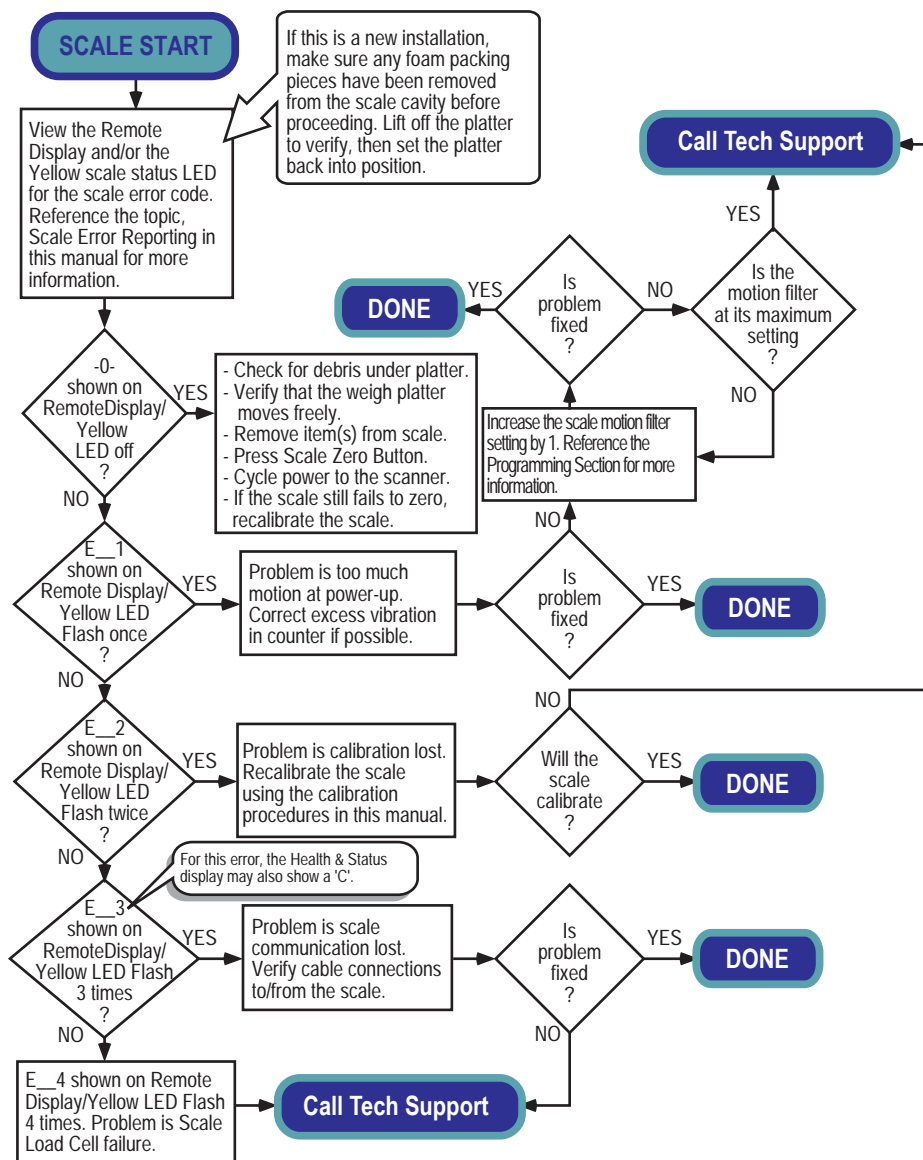 SCALE START
If this is a new installation,
make sure any foam packing
pieces have been removed
from the scale cavity before
proceeding. Lift off the platter
to verify, then set the platter
back into position.
View the Remote
Display and/or the
Yellow scale status LED
for the scale error code.
Reference the topic,
Scale Error Reporting in
this manual for more
information.
Call Tech Support
YES
Is the
motion filter
at its maximum
setting
?
NO
Is
problem
fixed
?
YES
NO
DONE
-0-
shown on
RemoteDisplay/
Yellow
LED off
?
YES
NO
- Check for debris under platter.
- Verify that the weigh platter
moves freely.
- Remove item(s) from scale.
- Press Scale Zero Button.
- Cycle power to the scanner.
- If the scale still fails to zero,
recalibrate the scale.
Increase the scale motion filter
setting by 1. Reference the
Programming Section for more
information.
NO
E__1
shown on
Remote Display/
Yellow LED
Flash once
?
YES
NO
Problem is too much
motion at power-up.
Correct excess vibration
in counter if possible.
Is
problem
fixed
?
YES
DONE
E__2
shown on
Remote Display/
Yellow LED
Flash twice
?
YES
NO
Problem is calibration lost.
Recalibrate the scale
using the calibration
procedures in this manual.
NO
Will the
scale
calibrate
?
YES
DONE
For this error, the Health & Status
display may also show a 'C'.
E__3
shown on
RemoteDisplay/
Yellow LED Flash
3 times
?
YES
NO
Problem is scale
communication lost.
Verify cable connections
to/from the scale.
Is
problem
fixed
?
YES
DONE
NO
E__4 shown on Remote
Display/Yellow LED Flash
4 times. Problem is Scale
Load Cell failure.
Call Tech Support